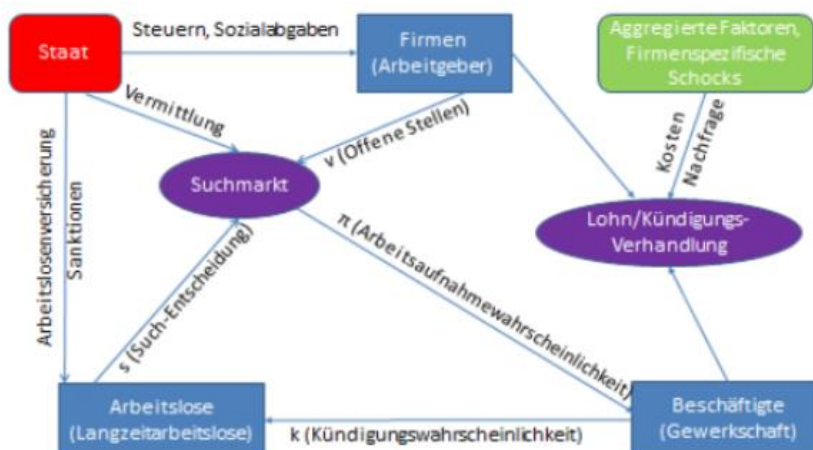 Steuern, Sozialabgaben
Staat
Firmen
(Arbeitgeber)
Aggregierte Faktoren,
Firmenspezifische
Schocks
Vermittlung
v (Offene Stellen)
Kosten
Nachfrage
Arbeitslosenversicherung
Sanktionen
Suchmarkt
π (Arbeitsaufnahmewahrscheinlichkeit)
Lohn/Kündigungs-
Verhandlung
s (Such-Entscheidung)
Arbeitslose
(Langzeitarbeitslose)
k (Kündigungswahrscheinlichkeit)
Beschäftigte
(Gewerkschaft)